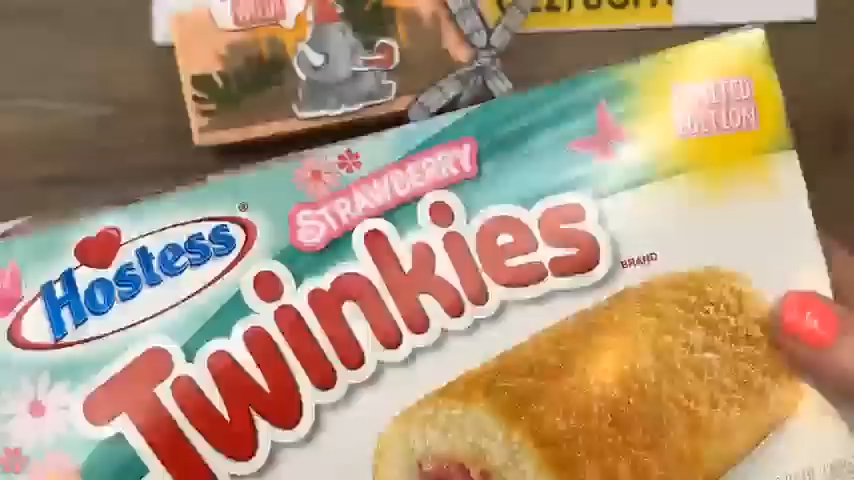 LIMITED
EDITION
STRAWBERRY
Hostess®
Twinkies
BRAND